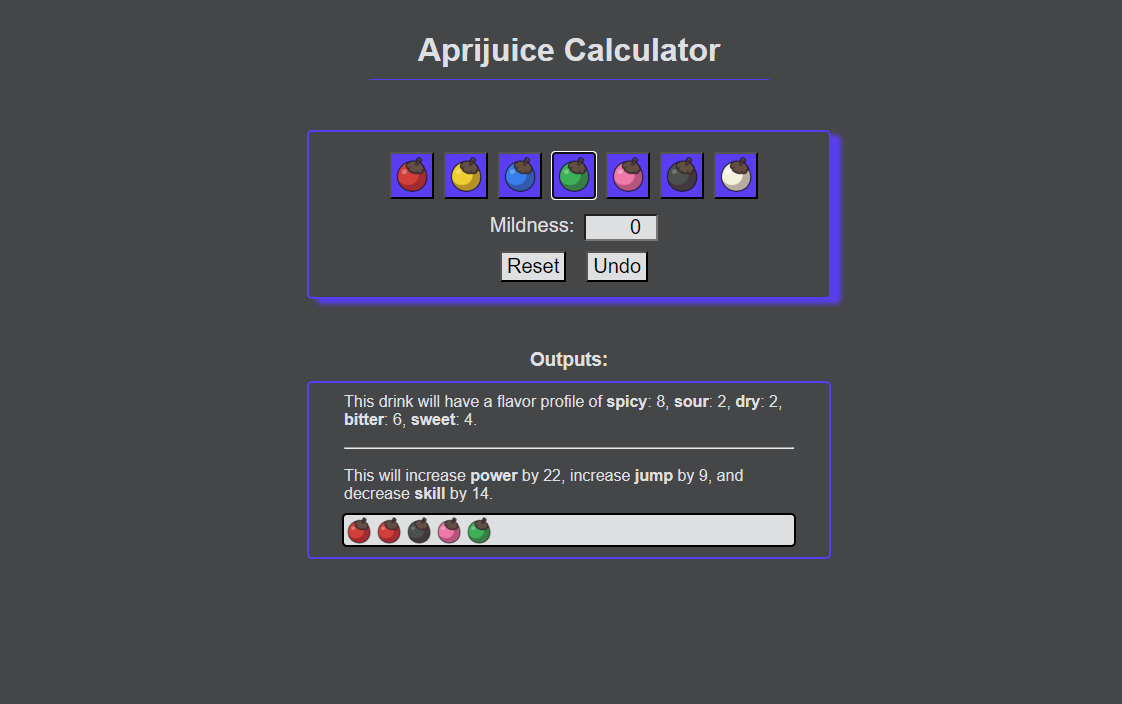 Aprijuice Calculator
Mildness: 0
Reset Undo
Outputs:
This drink will have a flavor profile of spicy: 8, sour: 2, dry: 2,
bitter: 6, sweet: 4.
This will increase power by 22, increase jump by 9, and
decrease skill by 14.